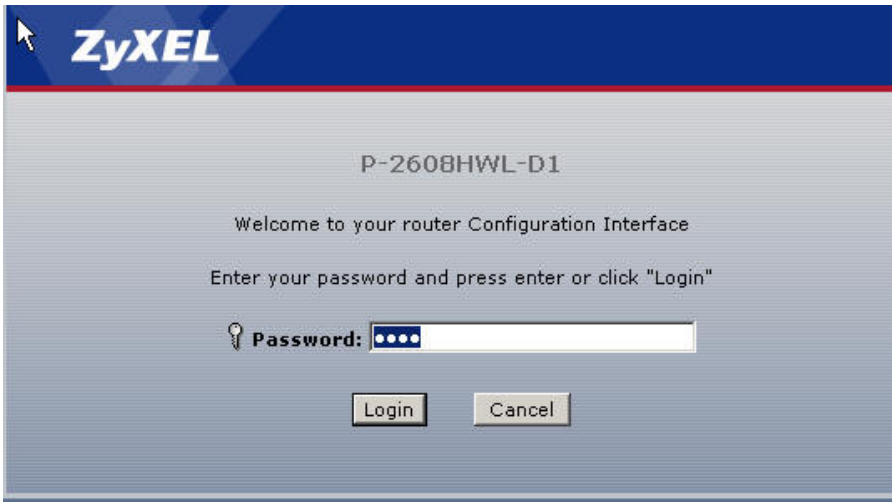 ZyXEL
P-2608HWL-D1
Welcome to your router Configuration Interface
Enter your password and press enter or click "Login"
Password: ••••
Login Cancel